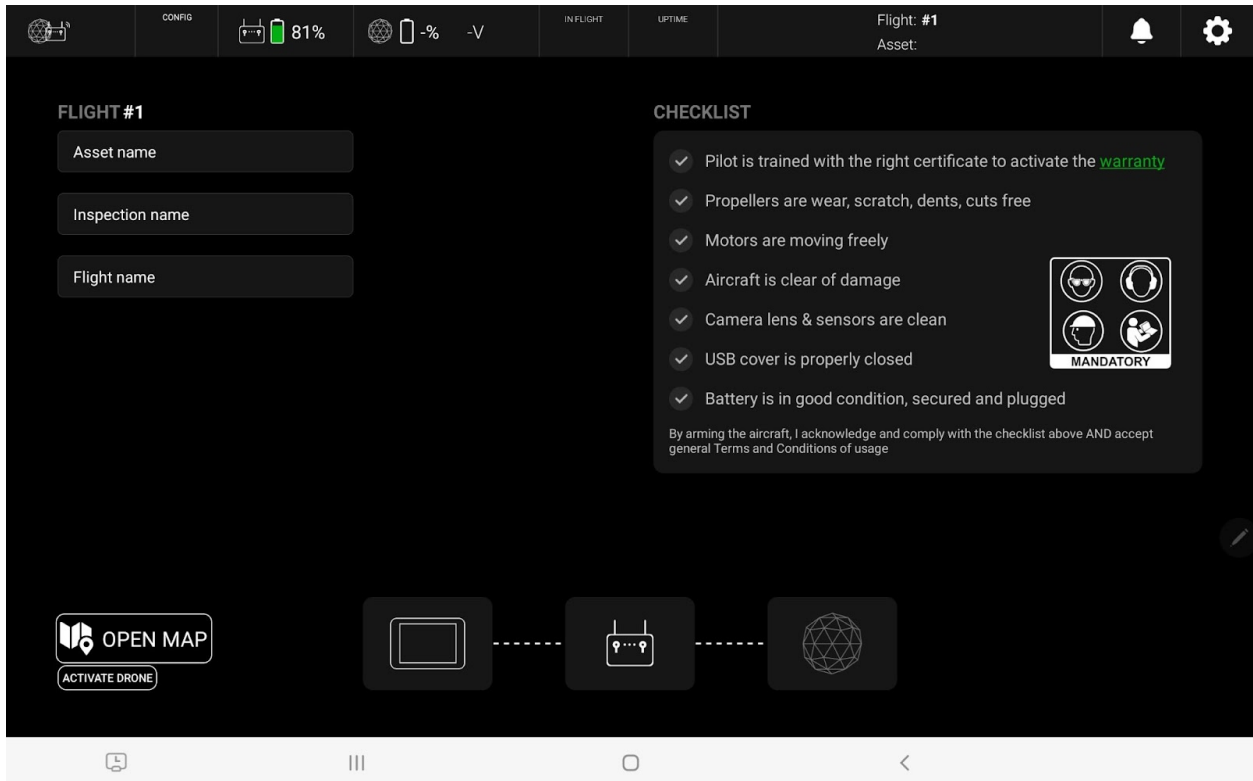 CONFIG
81%
-%
-V
IN FLIGHT
UPTIME
Flight: #1
Asset:
FLIGHT #1
Asset name
Inspection name
Flight name
CHECKLIST
Pilot is trained with the right certificate to activate the warranty
Propellers are wear, scratch, dents, cuts free
Motors are moving freely
Aircraft is clear of damage
Camera lens & sensors are clean
USB cover is properly closed
Battery is in good condition, secured and plugged
MANDATORY
By arming the aircraft, I acknowledge and comply with the checklist above AND accept
general Terms and Conditions of usage
OPEN MAP
ACTIVATE DRONE